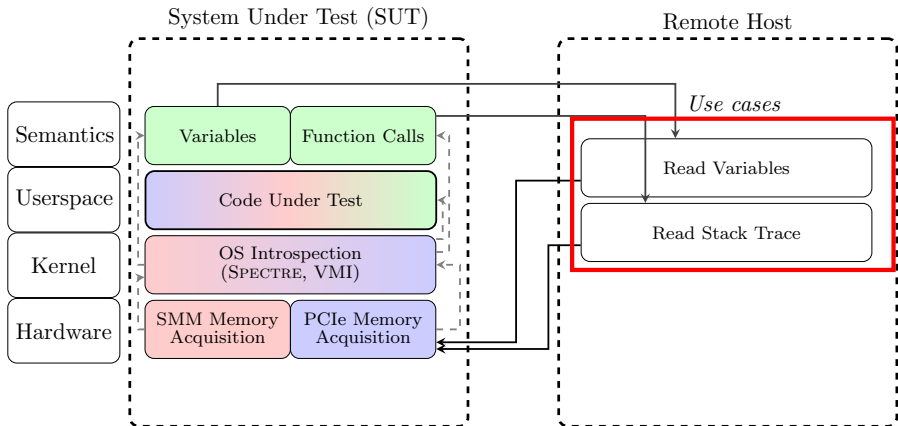 System Under Test (SUT)
Remote Host
Use cases
Semantics
Variables
Function Calls
Read Variables
Userspace
Code Under Test
Read Stack Trace
Kernel
OS Introspection
(SPECTRE, VMI)
Hardware
SMM Memory
Acquisition
PCIe Memory
Acquisition